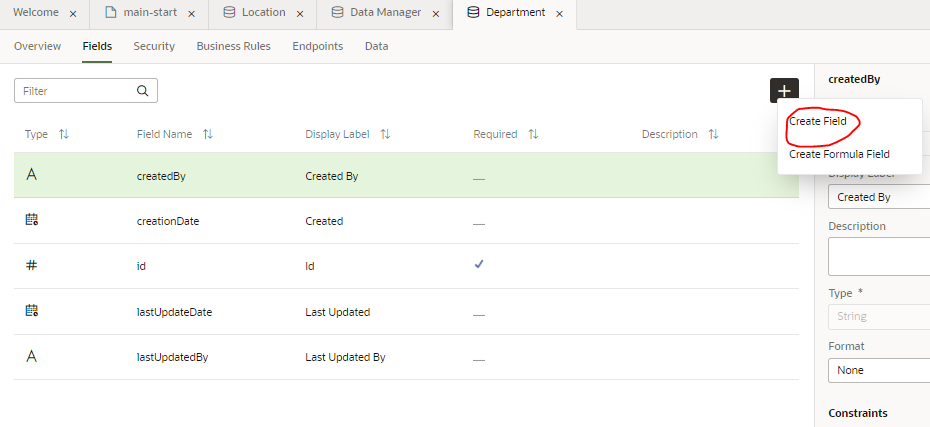 Welcome × main-start × Location × Data Manager × Department ×
Overview Fields Security Business Rules Endpoints Data
Filter
+
createdBy
Create Field
Create Formula Field
Type Field Name Display Label Required Description
A createdBy Created By —
creationDate Created —
# id Id ✓
lastUpdateDate Last Updated —
A lastUpdatedBy Last Updated By —
Display Label
Created By
Description
Type *
String
Format
None
Constraints